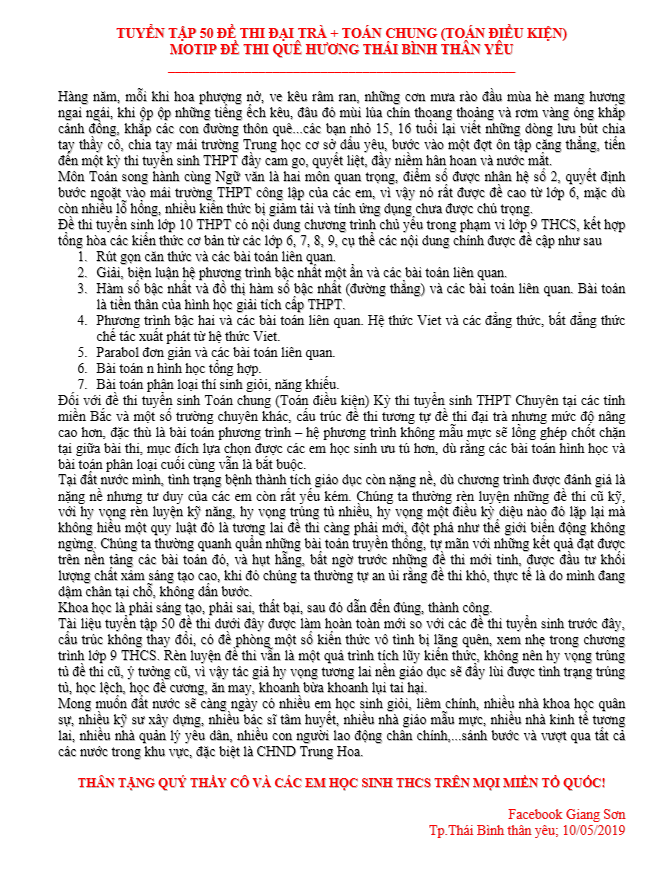 TUYỂN TẬP 50 ĐỀ THI ĐẠI TRÀ + TOÁN CHUNG (TOÁN ĐIỀU KIỆN)
MOTIP ĐỀ THI QUÊ HƯƠNG THÁI BÌNH THÂN YÊU
Hàng năm, mỗi khi hoa phượng nở, ve kêu râm ran, những cơn mưa rào đầu mùa hè mang hương
ngai ngái, khi ộp ộp những tiếng ếch kêu, đâu đó mùi lúa chín thoang thoảng và rơm vàng óng khắp
cánh đồng, khắp các con đường thôn quê...các bạn nhỏ 15, 16 tuổi lại viết những dòng lưu bút chia
tay thầy cô, chia tay mái trường Trung học cơ sở dấu yêu, bước vào một đợt ôn tập căng thẳng, tiến
đến một kỳ thi tuyển sinh THPT đầy cam go, quyết liệt, đầy niềm hân hoan và nước mắt.
Môn Toán song hành cùng Ngữ văn là hai môn quan trọng, điểm số được nhân hệ số 2, quyết định
bước ngoặt vào mái trường THPT công lập của các em, vì vậy nó rất được đề cao từ lớp 6, mặc dù
còn nhiều lỗ hổng, nhiều kiến thức bị giảm tải và tính ứng dụng chưa được chú trọng.
Đề thi tuyển sinh lớp 10 THPT có nội dung chương trình chủ yếu trong phạm vi lớp 9 THCS, kết hợp
tổng hòa các kiến thức cơ bản từ các lớp 6, 7, 8, 9, cụ thể các nội dung chính được đề cập như sau
1. Rút gọn căn thức và các bài toán liên quan.
2. Giải, biện luận hệ phương trình bậc nhất một ẩn và các bài toán liên quan.
3. Hàm số bậc nhất và đồ thị hàm số bậc nhất (đường thẳng) và các bài toán liên quan. Bài toán
là tiền thân của hình học giải tích cấp THPT.
4. Phương trình bậc hai và các bài toán liên quan. Hệ thức Viet và các đẳng thức, bất đẳng thức
chế tác xuất phát từ hệ thức Viet.
5. Parabol đơn giản và các bài toán liên quan.
6. Bài toán n hình học tổng hợp.
7. Bài toán phân loại thí sinh giỏi, năng khiếu.
Đối với đề thi tuyển sinh Toán chung (Toán điều kiện) Kỳ thi tuyển sinh THPT Chuyên tại các tỉnh
miền Bắc và một số trường chuyên khác, cấu trúc đề thi tương tự đề thi đại trà nhưng mức độ nâng
cao hơn, đặc thù là bài toán phương trình – hệ phương trình không mẫu mực sẽ lồng ghép chốt chặn
tại giữa bài thi, mục đích lựa chọn được các em học sinh ưu tú hơn, dù rằng các bài toán hình học và
bài toán phân loại cuối cùng vẫn là bắt buộc.
Tại đất nước mình, tình trạng bệnh thành tích giáo dục còn nặng nề, dù chương trình được đánh giá là
nặng nề nhưng tư duy của các em còn rất yếu kém. Chúng ta thường rèn luyện những đề thi cũ kỹ,
với hy vọng rèn luyện kỹ năng, hy vọng trúng tủ nhiều, hy vọng một điều kỳ diệu nào đó lặp lại mà
không hiểu một quy luật đó là tương lai đề thi càng phải mới, đột phá như thế giới biến động không
ngừng. Chúng ta thường quanh quẩn những bài toán truyền thống, tự mãn với những kết quả đạt được
trên nền tảng các bài toán đó, và hụt hẫng, bất ngờ trước những đề thi mới tinh, được đầu tư khối
lượng chất xám sáng tạo cao, khi đó chúng ta thường tự an ủi rằng đề thi khó, thực tế là do mình đang
dậm chân tại chỗ, không dấn bước.
Khoa học là phải sáng tạo, phải sai, thất bại, sau đó dẫn đến đúng, thành công.
Tài liệu tuyển tập 50 đề thi dưới đây được làm hoàn toàn mới so với các đề thi tuyển sinh trước đây,
cấu trúc không thay đổi, có đề phòng một số kiến thức vô tình bị lãng quên, xem nhẹ trong chương
trình lớp 9 THCS. Rèn luyện đề thi vẫn là một quá trình tích lũy kiến thức, không nên hy vọng trúng
tủ đề thi cũ, ý tưởng cũ, vì vậy tác giả hy vọng tương lai nền giáo dục sẽ đẩy lùi được tình trạng trúng
tủ, học lệch, học đề cương, ăn may, khoanh bừa khoanh lụi tai hại.
Mong muốn đất nước sẽ càng ngày có nhiều em học sinh giỏi, liêm chính, nhiều nhà khoa học quân
sự, nhiều kỹ sư xây dựng, nhiều bác sĩ tâm huyết, nhiều nhà giáo mẫu mực, nhiều nhà kinh tế tương
lai, nhiều nhà quản lý yêu dân, nhiều con người lao động chân chính,...sánh bước và vượt qua tất cả
các nước trong khu vực, đặc biệt là CHND Trung Hoa.
THÂN TẶNG QUÝ THẦY CÔ VÀ CÁC EM HỌC SINH THCS TRÊN MỌI MIỀN TỔ QUỐC!
Facebook Giang Sơn
Tp.Thái Bình thân yêu; 10/05/2019